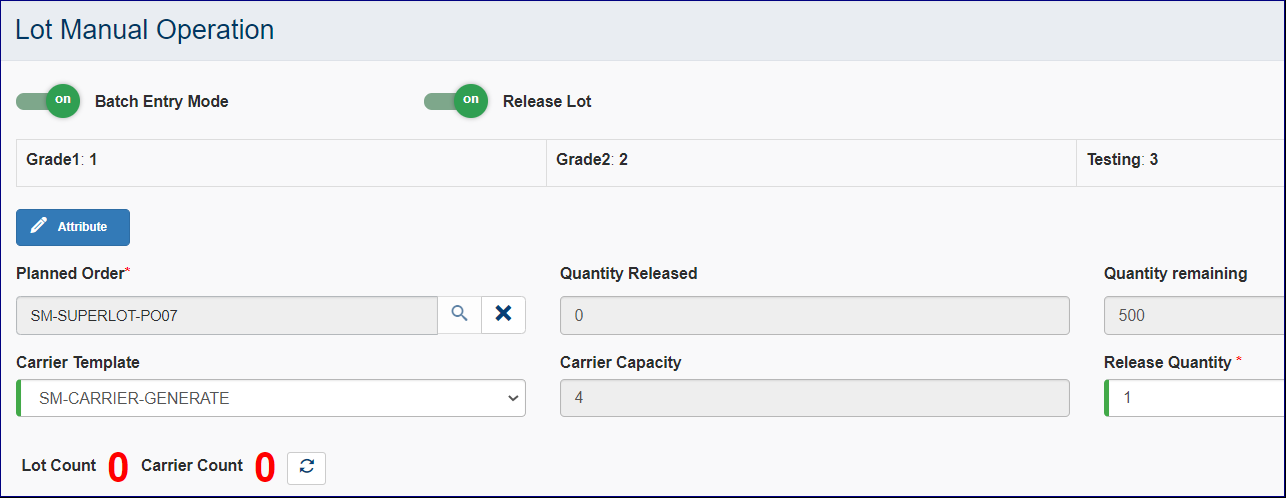 Lot Manual Operation
on Batch Entry Mode on Release Lot
Grade1: 1 Grade2: 2 Testing: 3
Attribute
Planned Order* Quantity Released Quantity remaining
SM-SUPERLOT-PO07 0 500
Carrier Template Carrier Capacity Release Quantity *
SM-CARRIER-GENERATE 4 1
Lot Count 0 Carrier Count 0